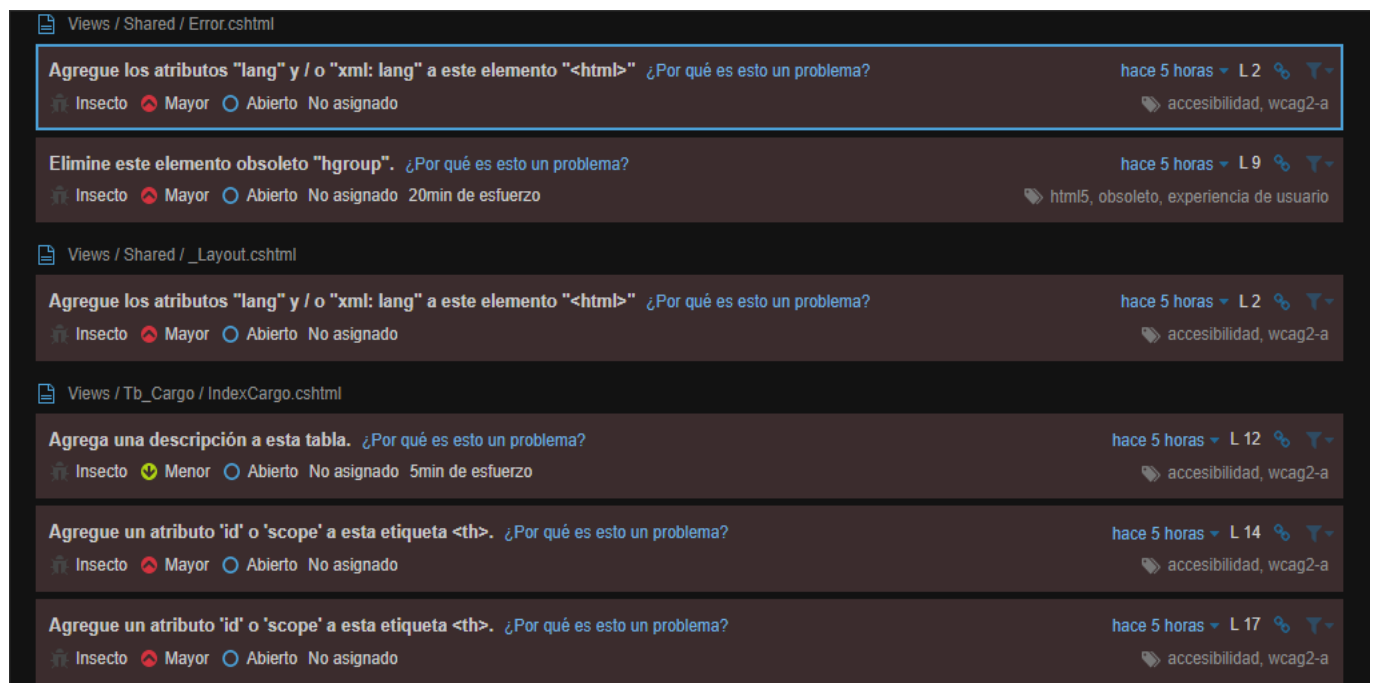 Views / Shared / Error.cshtml
Agregue los atributos "lang" y / o "xml: lang" a este elemento "<html>" ¿Por qué es esto un problema? hace 5 horas L 2
Insecto Mayor Abierto No asignado accesibilidad, wcag2-a
Elimine este elemento obsoleto "hgroup". ¿Por qué es esto un problema? hace 5 horas L 9
Insecto Mayor Abierto No asignado 20min de esfuerzo html5, obsoleto, experiencia de usuario
Views / Shared / _Layout.cshtml
Agregue los atributos "lang" y / o "xml: lang" a este elemento "<html>" ¿Por qué es esto un problema? hace 5 horas L 2
Insecto Mayor Abierto No asignado accesibilidad, wcag2-a
Views / Tb_Cargo / IndexCargo.cshtml
Agrega una descripción a esta tabla. ¿Por qué es esto un problema? hace 5 horas L 12
Insecto Menor Abierto No asignado 5min de esfuerzo accesibilidad, wcag2-a
Agregue un atributo 'id' o 'scope' a esta etiqueta <th>. ¿Por qué es esto un problema? hace 5 horas L 14
Insecto Mayor Abierto No asignado accesibilidad, wcag2-a
Agregue un atributo 'id' o 'scope' a esta etiqueta <th>. ¿Por qué es esto un problema? hace 5 horas L 17
Insecto Mayor Abierto No asignado accesibilidad, wcag2-a